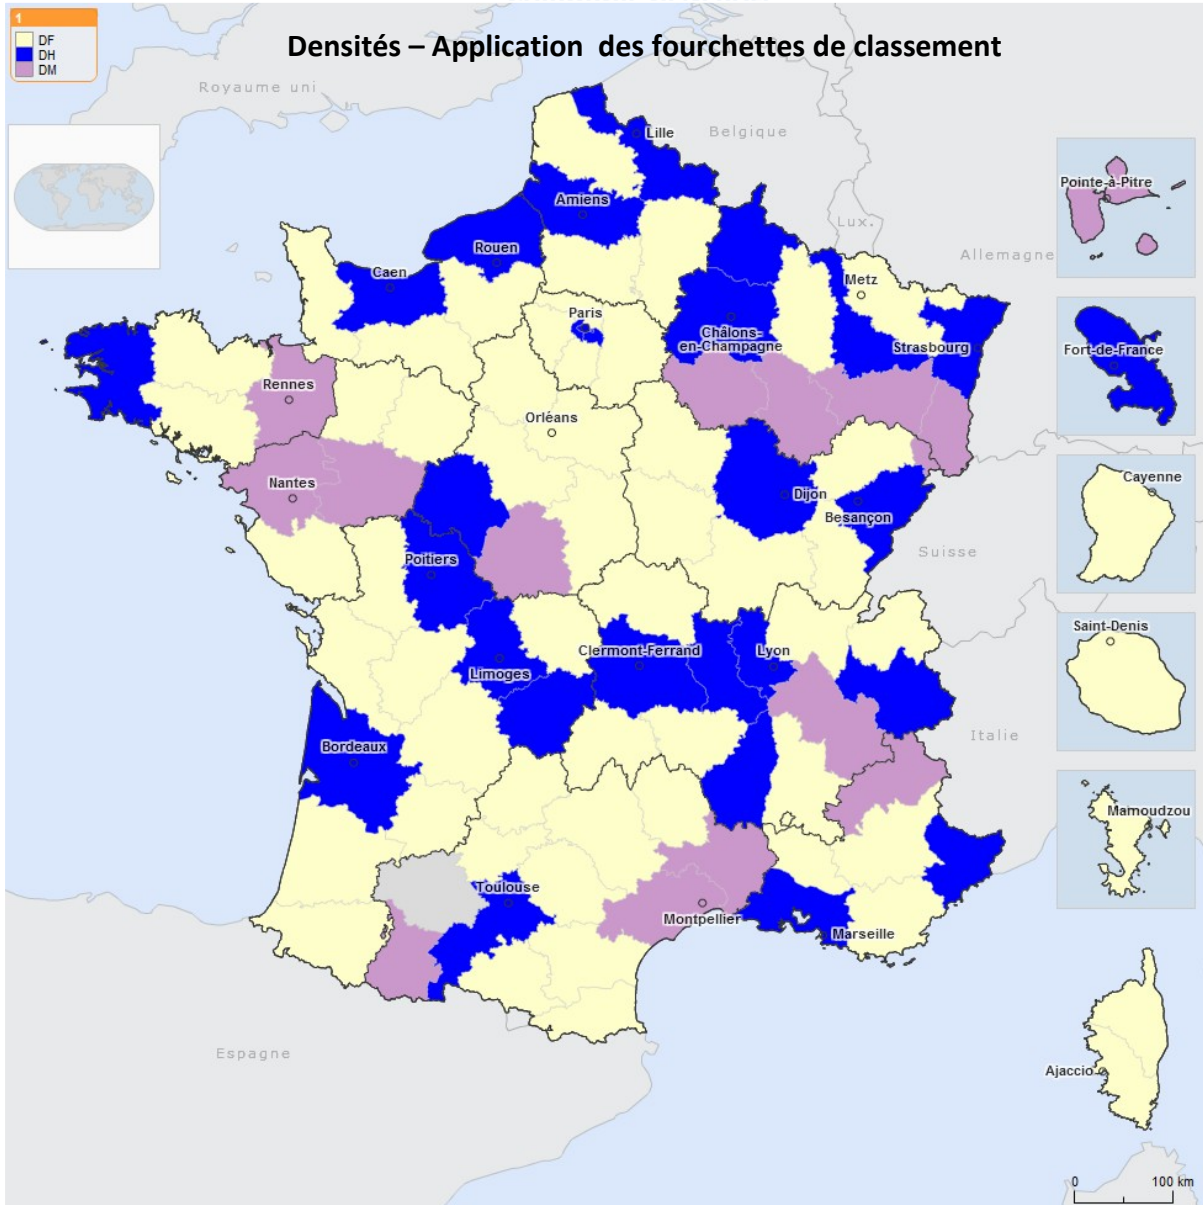 Densités – Application des fourchettes de classement
1
DF
DH
DM
Royaume uni
Belgique
Lille
Amiens
Lux.
Pointe-à-Pitre
Rouen
Allemagne
Caen
Metz
Paris
Châlons-
en-Champagne
Strasbourg
Fort-de-France
Rennes
Orléans
Cayenne
Nantes
Dijon
Besançon
Suisse
Poitiers
Saint-Denis
Clermont-Ferrand
Lyon
Limoges
Italie
Bordeaux
Mamoudzou
Toulouse
Montpellier
Marseille
Espagne
Ajaccio
0 100 km